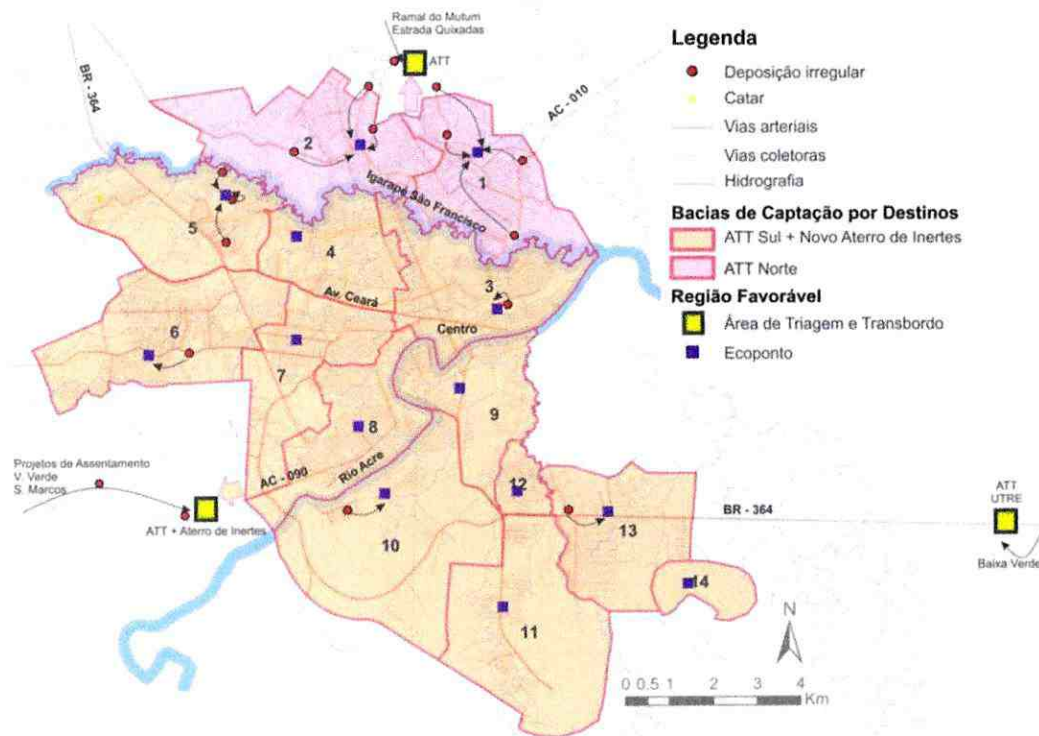 Ramal do Mutum
Estrada Quixadas
ATT
BR - 364
AC - 010
Legenda
Deposição irregular
Catar
Vias arteriais
Vias coletoras
Hidrografia
Bacias de Captação por Destinos
ATT Sul + Novo Aterro de Inertes
ATT Norte
Região Favorável
Área de Triagem e Transbordo
Ecoponto
2
1
Igarapé São Francisco
5
4
3
Av. Ceará
Centro
6
7
9
8
Rio Acre
AC - 090
Projetos de Assentamento
V. Verde
S. Marcos
ATT + Aterro de Inertes
12
10
13
BR - 364
ATT
UTRE
Baixa Verde
14
11
N
0 0.5 1 2 3 4
Km